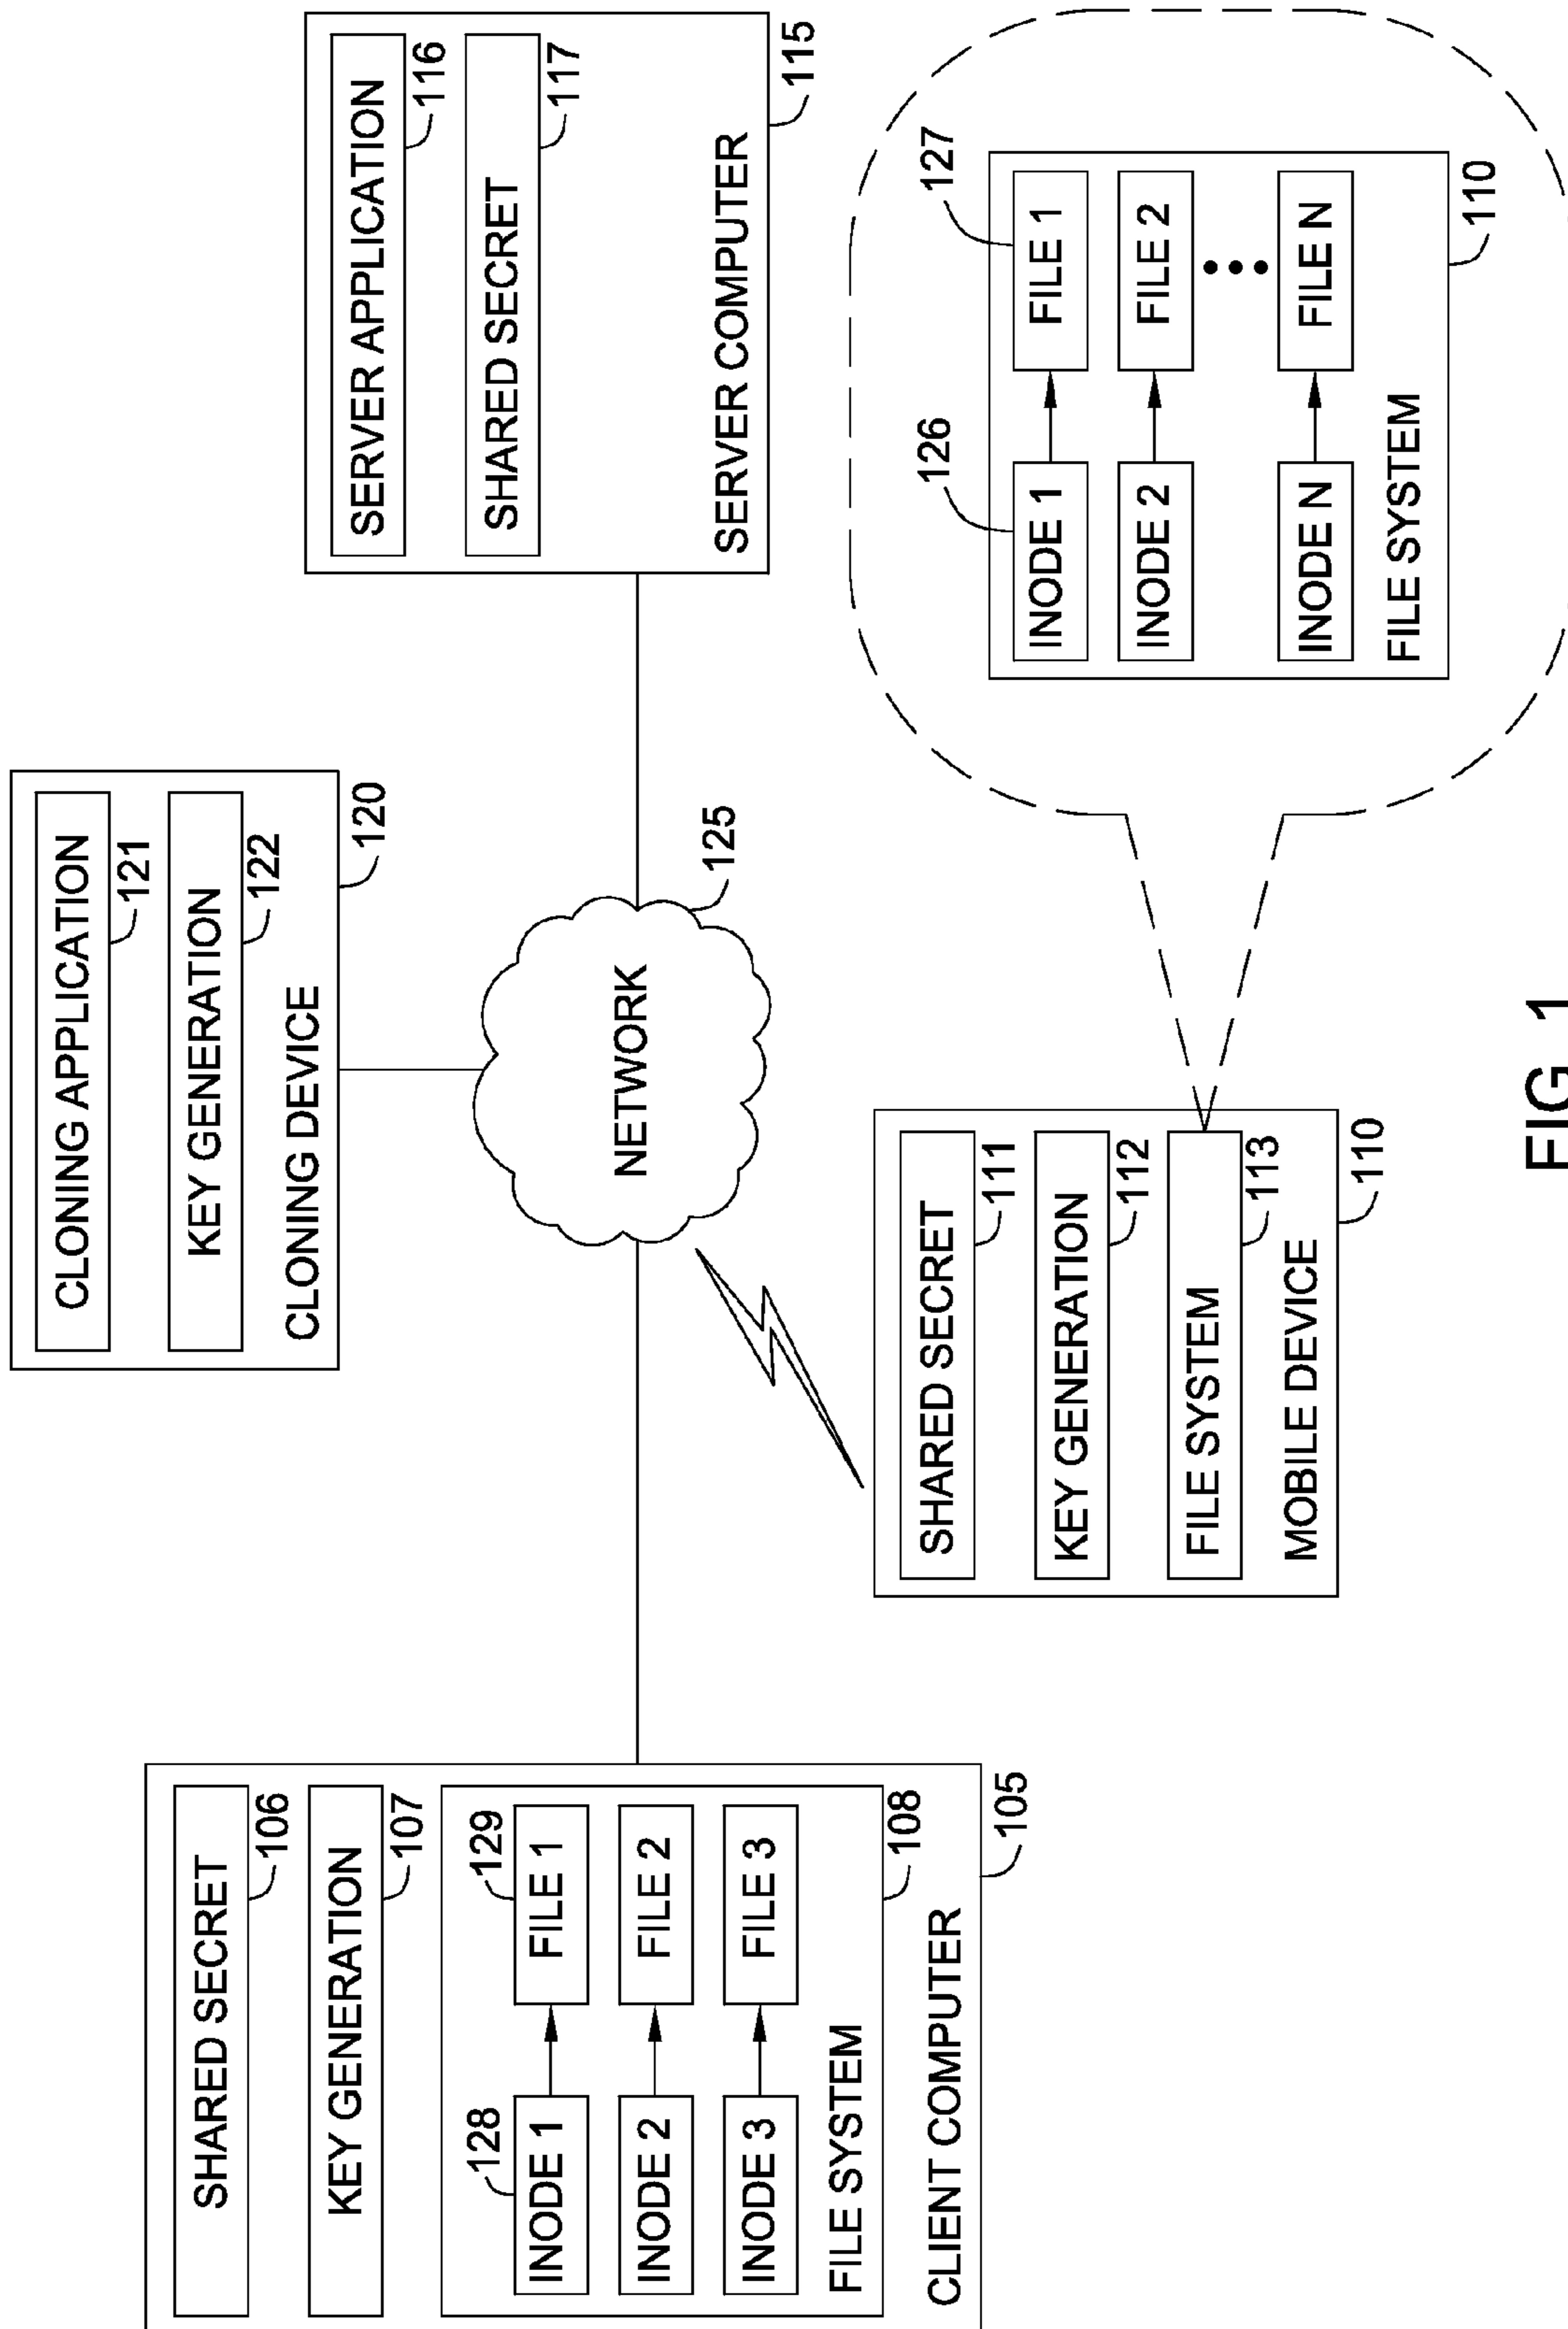 CLONING APPLICATION
121
KEY GENERATION
122
CLONING DEVICE
120
SHARED SECRET
106
KEY GENERATION
107
128
129
INODE 1
FILE 1
INODE 2
FILE 2
INODE 3
FILE 3
FILE SYSTEM
108
CLIENT COMPUTER
105
NETWORK
125
SERVER APPLICATION
116
SHARED SECRET
117
SERVER COMPUTER
115
SHARED SECRET
111
KEY GENERATION
112
FILE SYSTEM
113
MOBILE DEVICE
110
126
127
INODE 1
FILE 1
INODE 2
FILE 2
INODE N
FILE N
FILE SYSTEM
110
FIG. 1